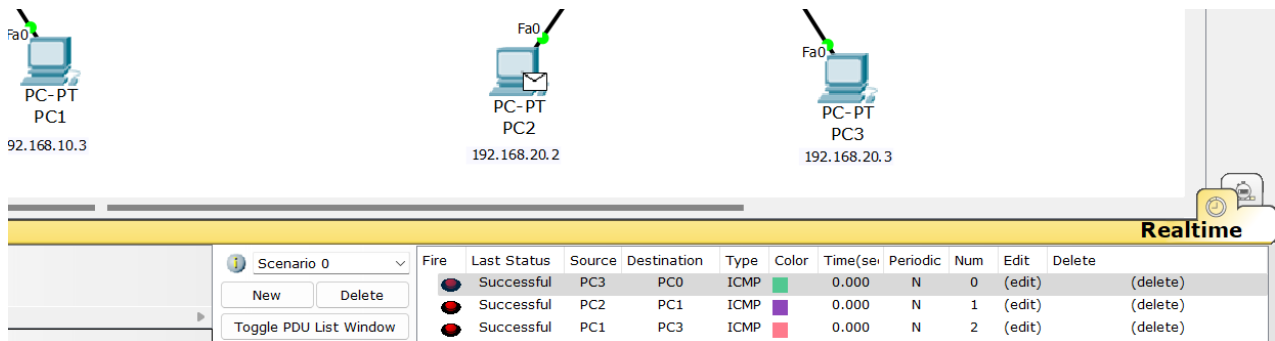 Fa0
Fa0
Fa0
PC-PT
PC1
92.168.10.3
PC-PT
PC2
192.168.20.2
PC-PT
PC3
192.168.20.3
Realtime
Scenario 0
New Delete
Toggle PDU List Window
Fire Last Status Source Destination Type Color Time(se Periodic Num Edit Delete
Successful PC3 PC0 ICMP 0.000 N 0 (edit) (delete)
Successful PC2 PC1 ICMP 0.000 N 1 (edit) (delete)
Successful PC1 PC3 ICMP 0.000 N 2 (edit) (delete)